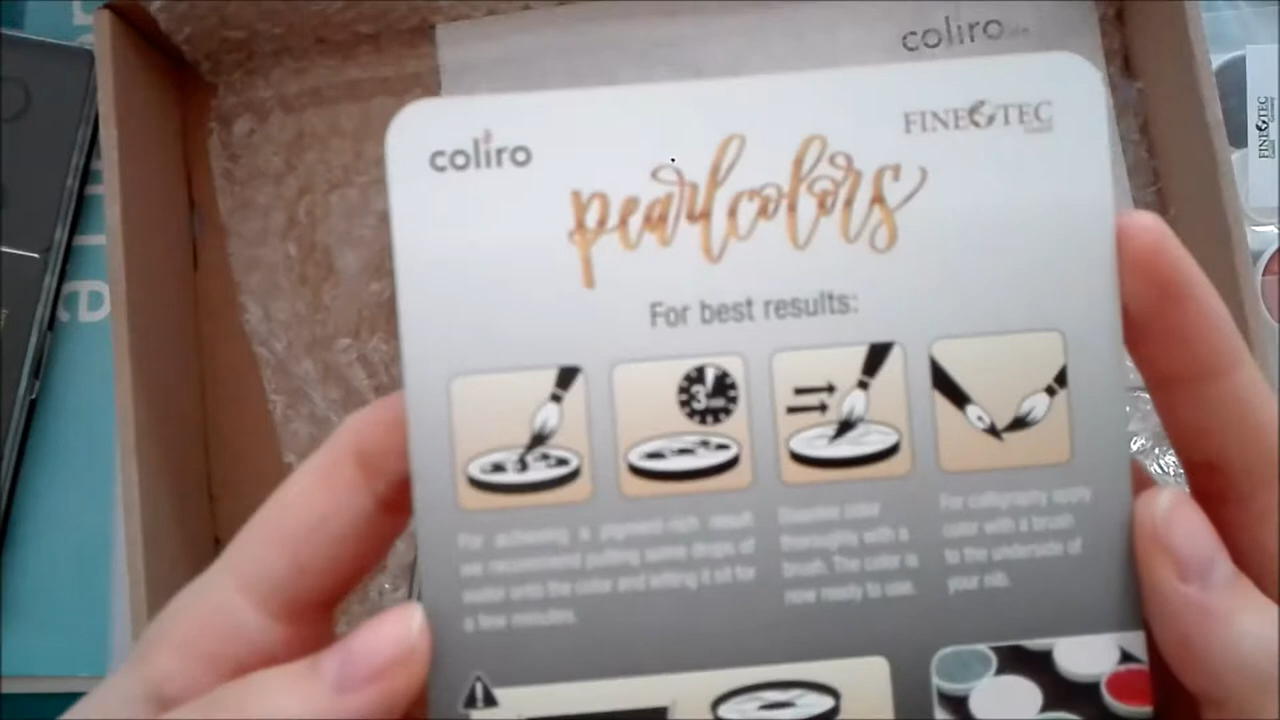 coliro
coliro
FINETEC
pearlcolors
For best results:
3
For achieving a pigment-rich result
we recommend putting some drops of
water onto the color and letting it sit for
a few minutes.
Dissolve color
thoroughly with a
brush. The color is
now ready to use.
For calligraphy apply
color with a brush
to the underside of
your nib.
FINETEC
e